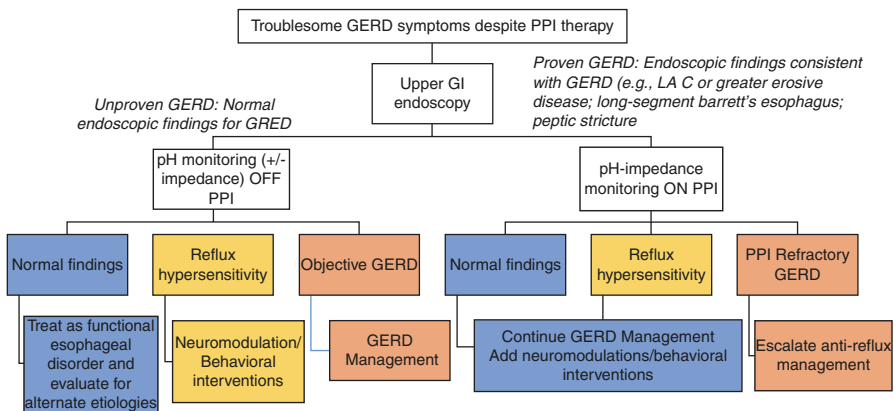 Troublesome GERD symptoms despite PPI therapy
Upper GI
endoscopy
Unproven GERD: Normal
endoscopic findings for GRED
Proven GERD: Endoscopic findings consistent
with GERD (e.g., LA C or greater erosive
disease; long-segment barrett's esophagus;
peptic stricture
pH monitoring (+/-
impedance) OFF
PPI
pH-impedance
monitoring ON PPI
Normal findings
Reflux
hypersensitivity
Objective GERD
Normal findings
Reflux
hypersensitivity
PPI Refractory
GERD
Treat as functional
esophageal
disorder and
evaluate for
alternate etiologies
Neuromodulation/
Behavioral
interventions
GERD
Management
Continue GERD Management
Add neuromodulations/behavioral
interventions
Escalate anti-reflux
management